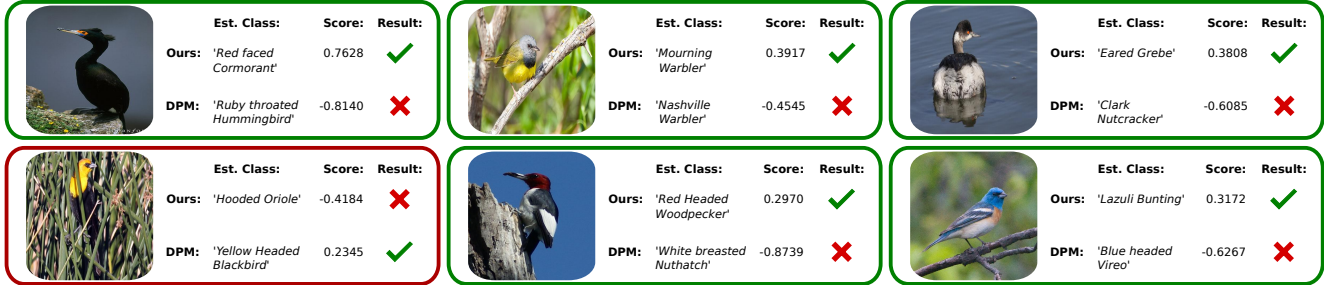 Est. Class: Score: Result:
Ours: 'Red faced Cormorant' 0.7628
DPM: 'Ruby throated Hummingbird' -0.8140
Est. Class: Score: Result:
Ours: 'Mourning Warbler' 0.3917
DPM: 'Nashville Warbler' -0.4545
Est. Class: Score: Result:
Ours: 'Eared Grebe' 0.3808
DPM: 'Clark Nutcracker' -0.6085
Est. Class: Score: Result:
Ours: 'Hooded Oriole' -0.4184
DPM: 'Yellow Headed Blackbird' 0.2345
Est. Class: Score: Result:
Ours: 'Red Headed Woodpecker' 0.2970
DPM: 'White breasted Nuthatch' -0.8739
Est. Class: Score: Result:
Ours: 'Lazuli Bunting' 0.3172
DPM: 'Blue headed Vireo' -0.6267